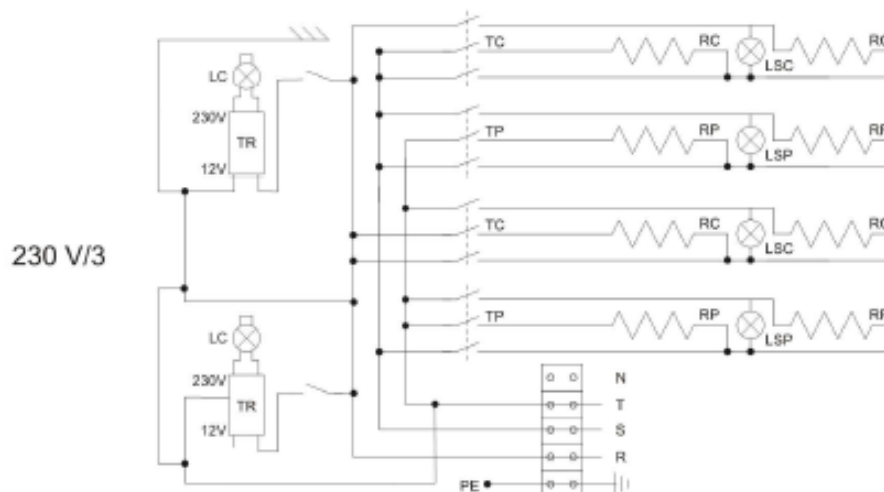 TC RC RC
LSC
LC
230V
TR
12V
TP RP RP
LSP
TC RC RC
LSC
230 V/3
TP RP RP
LSP
LC
230V
TR
12V
N
T
S
R
PE